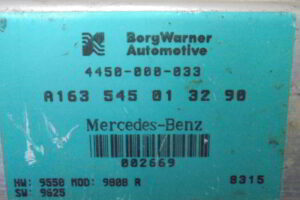 BorgWarner
Automotive
4450-000-033
A163 545 01 32 90
Mercedes-Benz
002669
HW: 9550 MOD: 9808 A 8315
SW: 9625